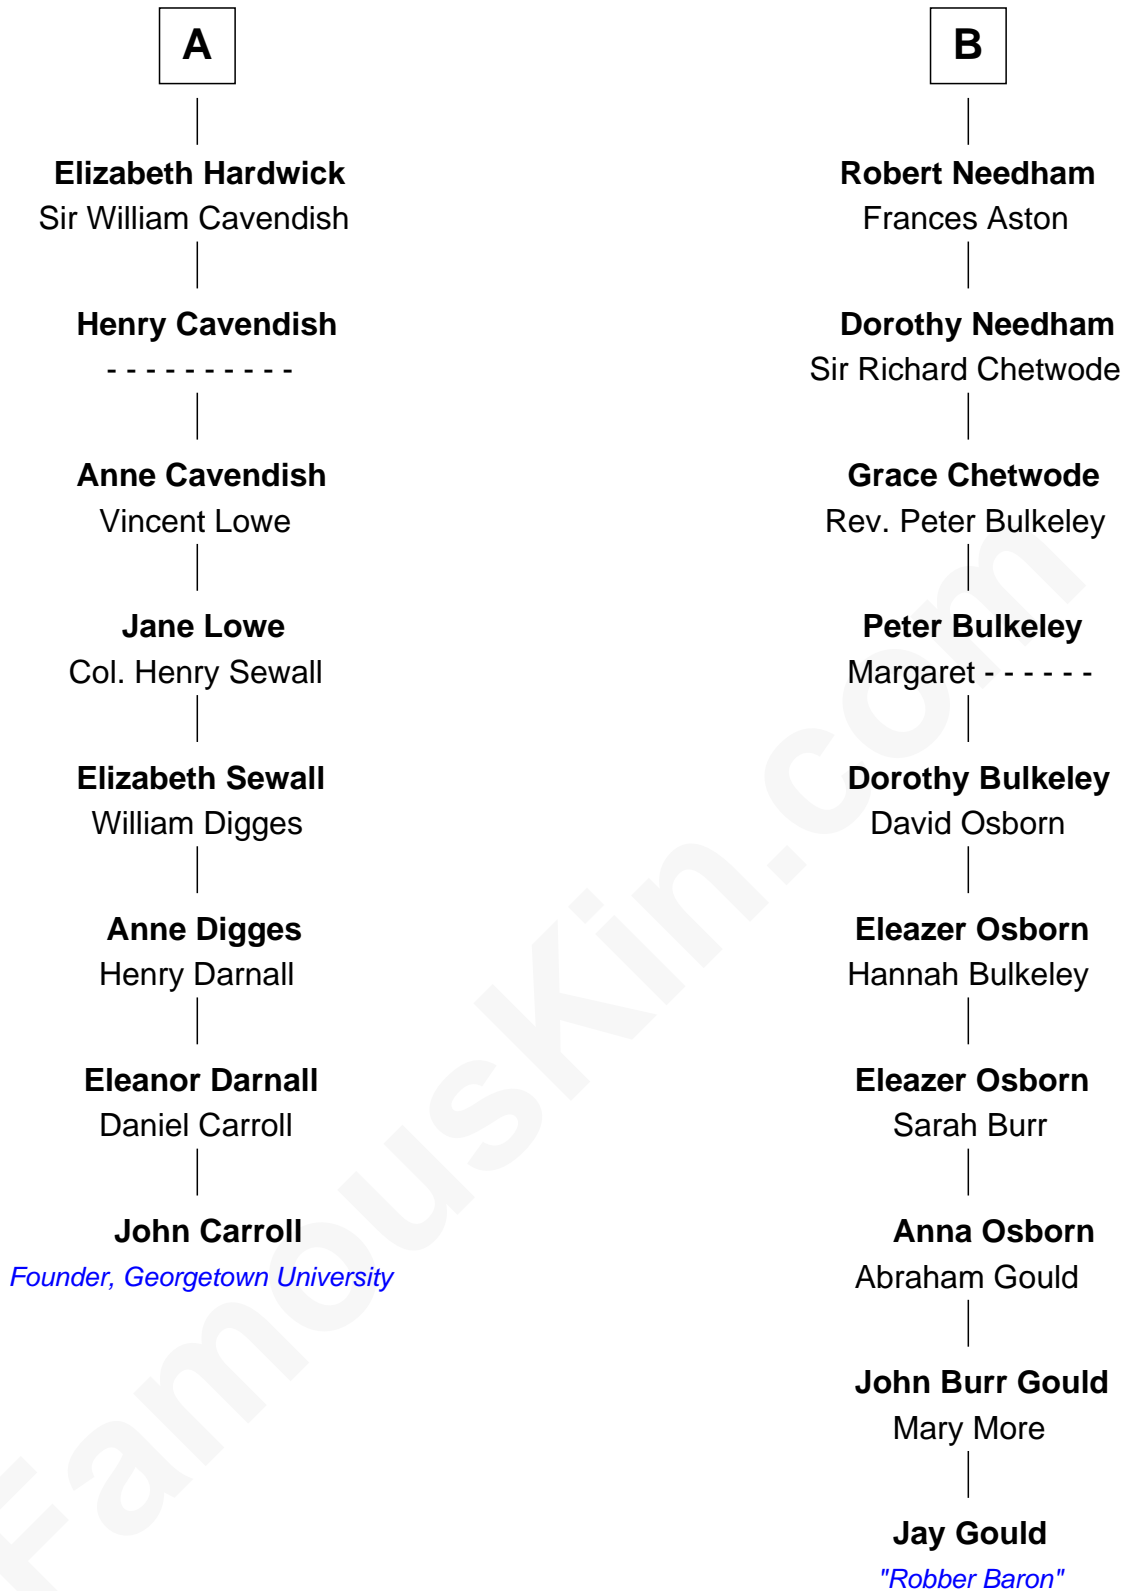 A
Elizabeth Hardwick
Sir William Cavendish
Henry Cavendish
- - - - - - - - - -
Anne Cavendish
Vincent Lowe
Jane Lowe
Col. Henry Sewall
Elizabeth Sewall
William Digges
Anne Digges
Henry Darnall
Eleanor Darnall
Daniel Carroll
John Carroll
Founder, Georgetown University
B
Robert Needham
Frances Aston
Dorothy Needham
Sir Richard Chetwode
Grace Chetwode
Rev. Peter Bulkeley
Peter Bulkeley
Margaret - - - - - -
Dorothy Bulkeley
David Osborn
Eleazer Osborn
Hannah Bulkeley
Eleazer Osborn
Sarah Burr
Anna Osborn
Abraham Gould
John Burr Gould
Mary More
Jay Gould
"Robber Baron"
FamousKin.com